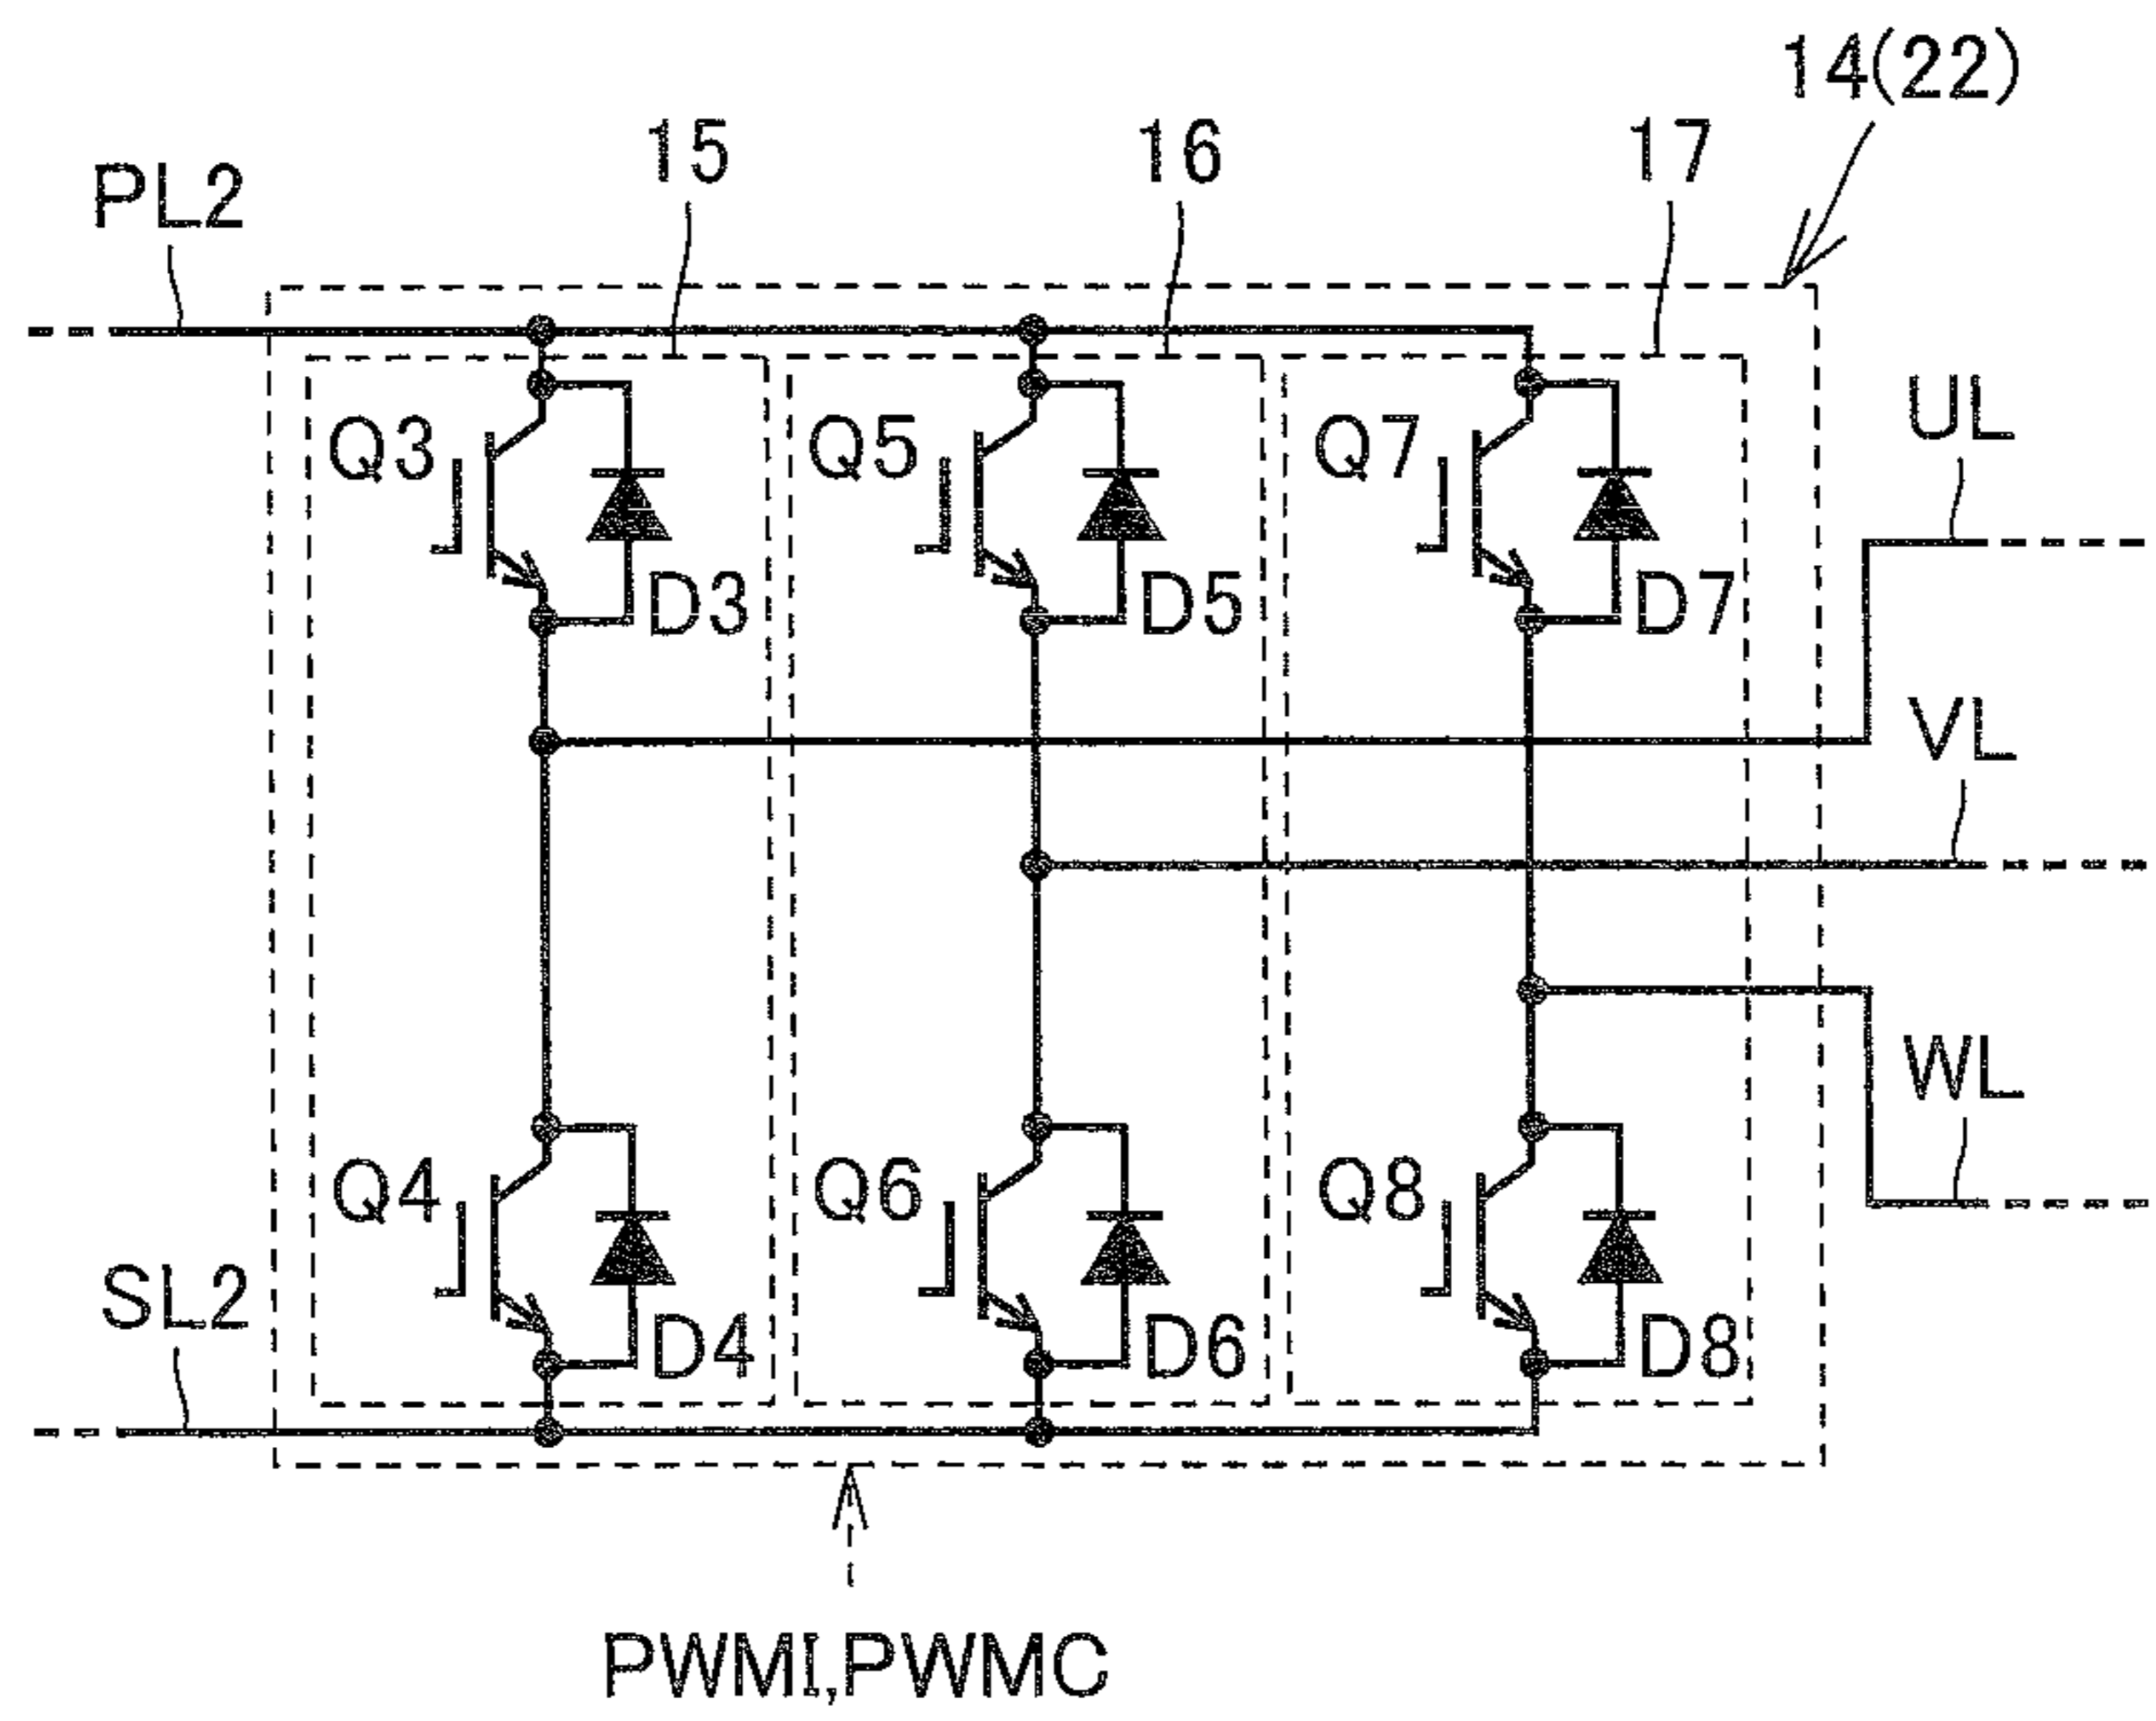 14(22)
15
16
17
PL2
Q3
Q5
Q7
UL
D3
D5
D7
VL
WL
Q4
Q6
Q8
SL2
D4
D6
D8
PWMI,PWMC